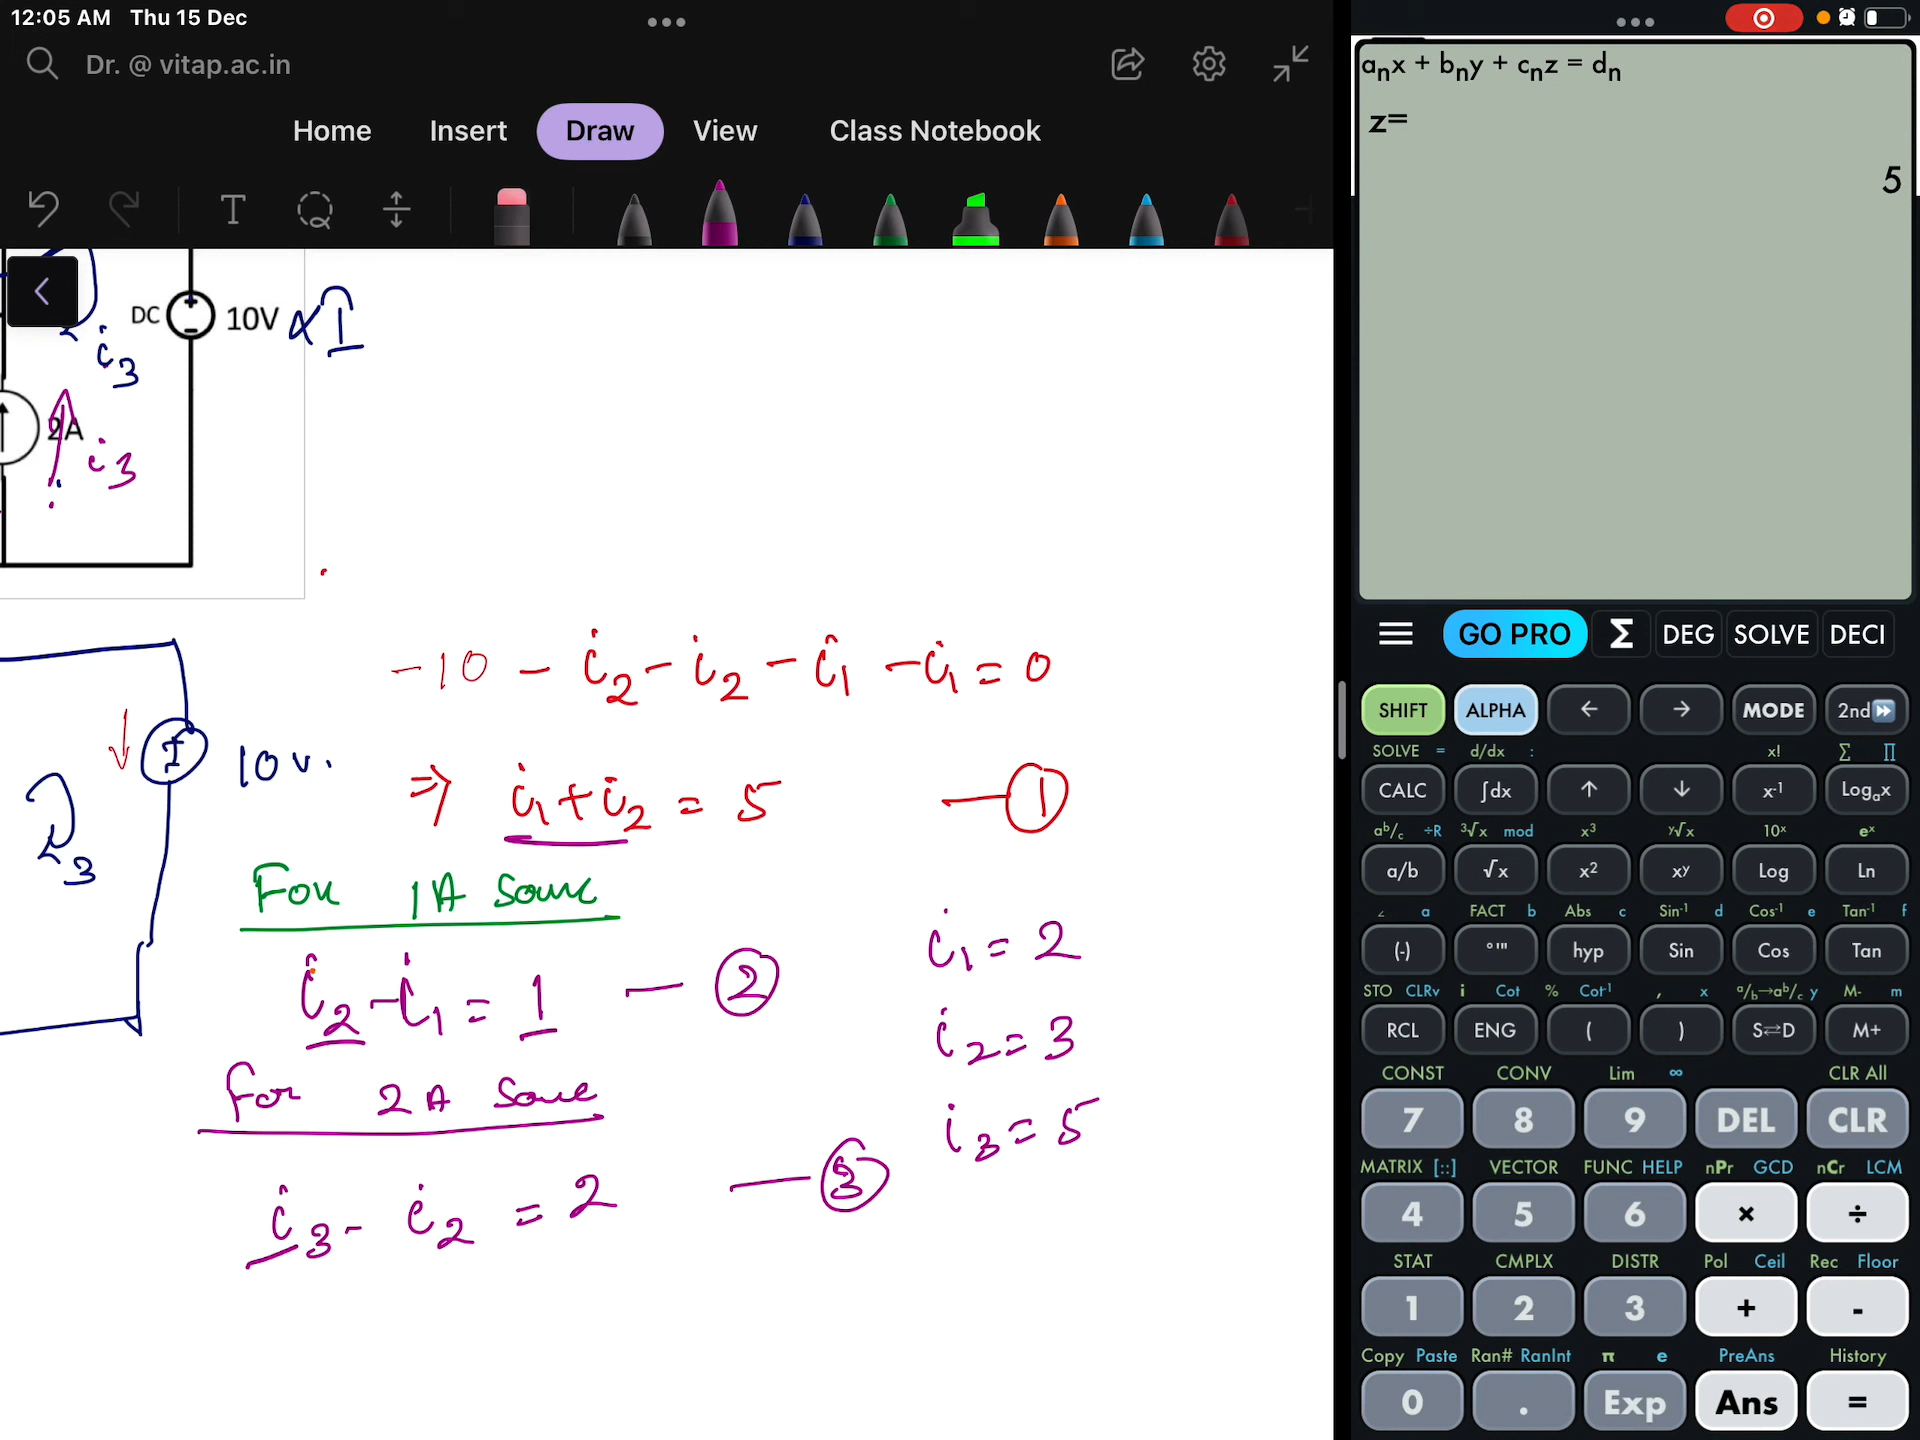 12:05 AM Thu 15 Dec
Dr. @ vitap.ac.in
Home Insert Draw View Class Notebook
T
DC 10V I
i3
2A
i3
-10 - i2 - i2 - i1 - i1 = 0
10V.
3
⇒ i1 + i2 = 5 — ①
For 1A Source
i2 - i1 = 1 — ②
For 2A Source
i3 - i2 = 2 — ③
i1 = 2
i2 = 3
i3 = 5
anx + bny + cnz = dn
z=
5
GO PRO Σ DEG SOLVE DECI
SHIFT ALPHA ← → MODE 2nd
SOLVE = d/dx : x! Σ ∏
CALC ∫dx ↑ ↓ x-1 Logax
ab/c ÷R 3√x mod x3 y√x 10x ex
a/b √x x2 xy Log Ln
∠ a FACT b Abs c Sin-1 d Cos-1 e Tan-1 f
(-) °'" hyp Sin Cos Tan
STO CLRv i Cot % Cot-1 , x a/b→ab/c y M- m
RCL ENG ( ) S⇌D M+
CONST CONV Lim ∞ CLR All
7 8 9 DEL CLR
MATRIX [::] VECTOR FUNC HELP nPr GCD nCr LCM
4 5 6 × ÷
STAT CMPLX DISTR Pol Ceil Rec Floor
1 2 3 + -
Copy Paste Ran# RanInt π e PreAns History
0 . Exp Ans =